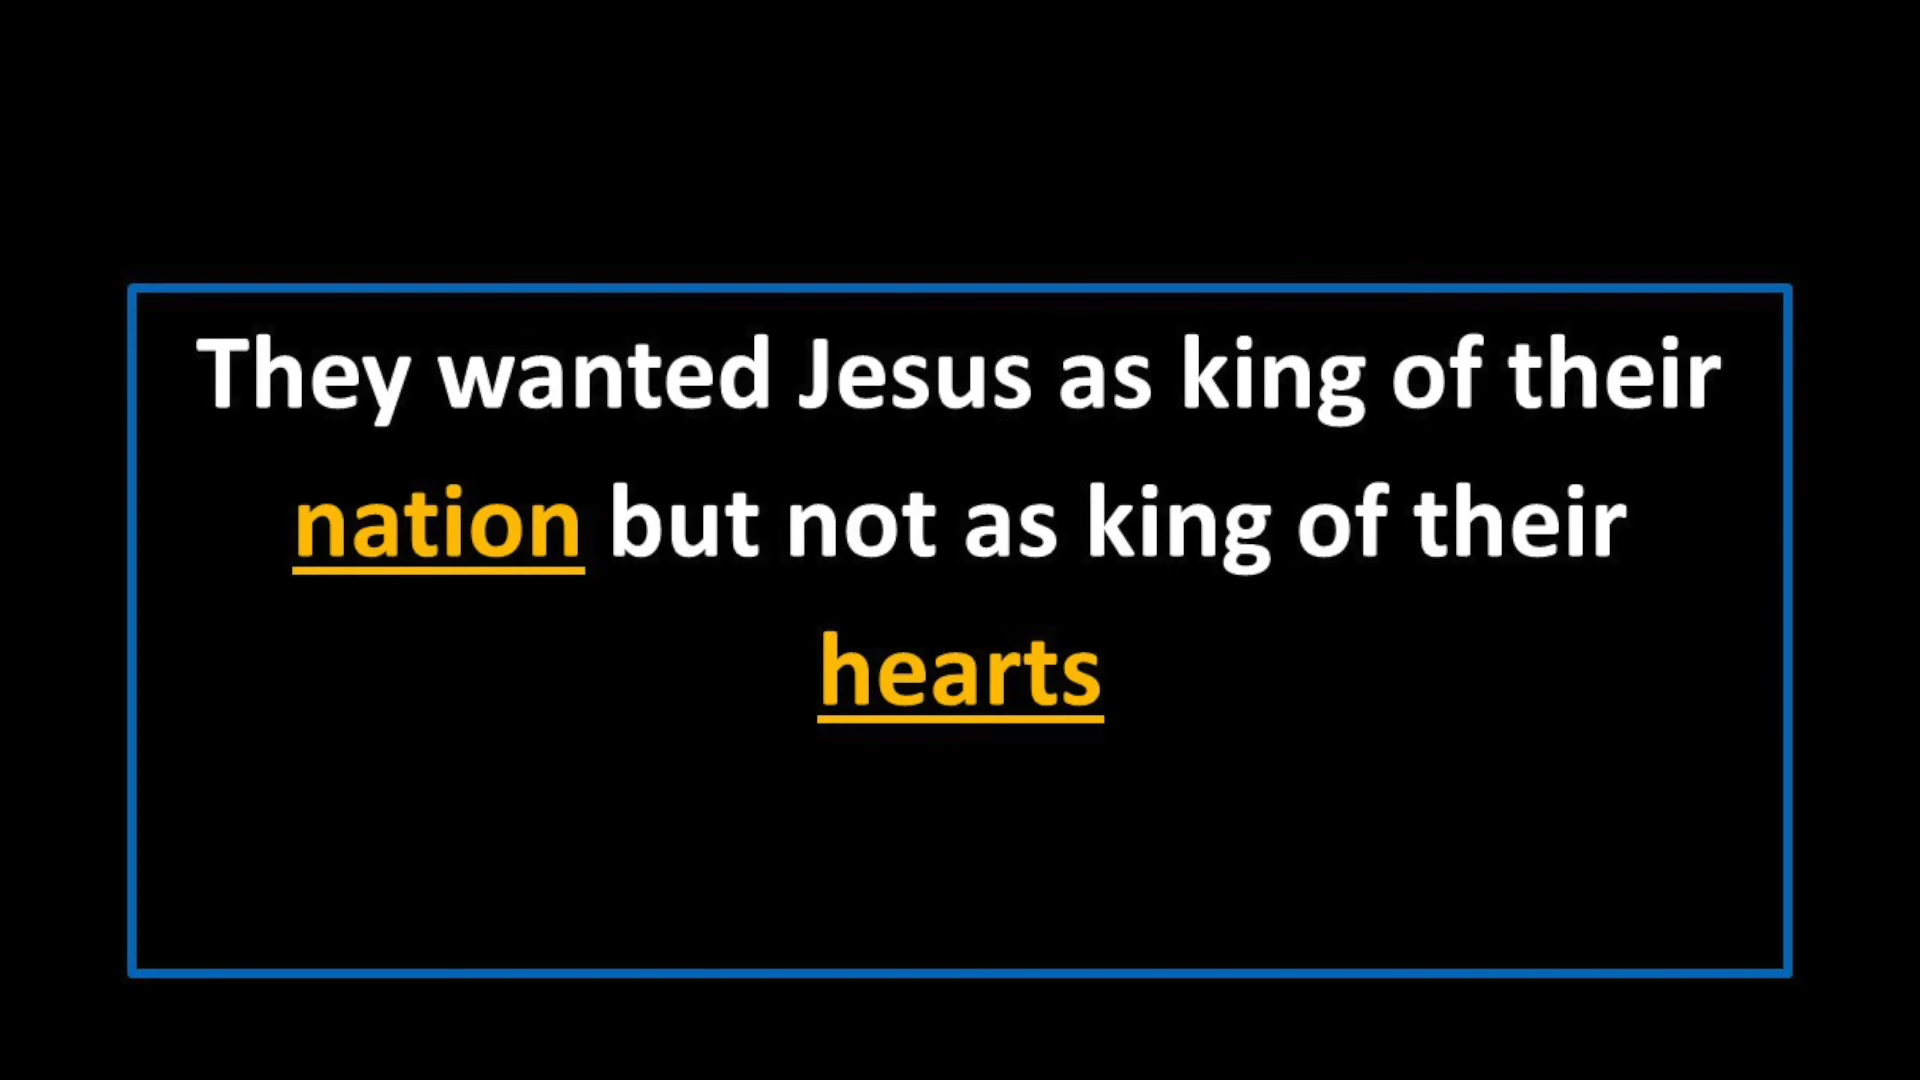 They wanted Jesus as king of their
nation but not as king of their
hearts